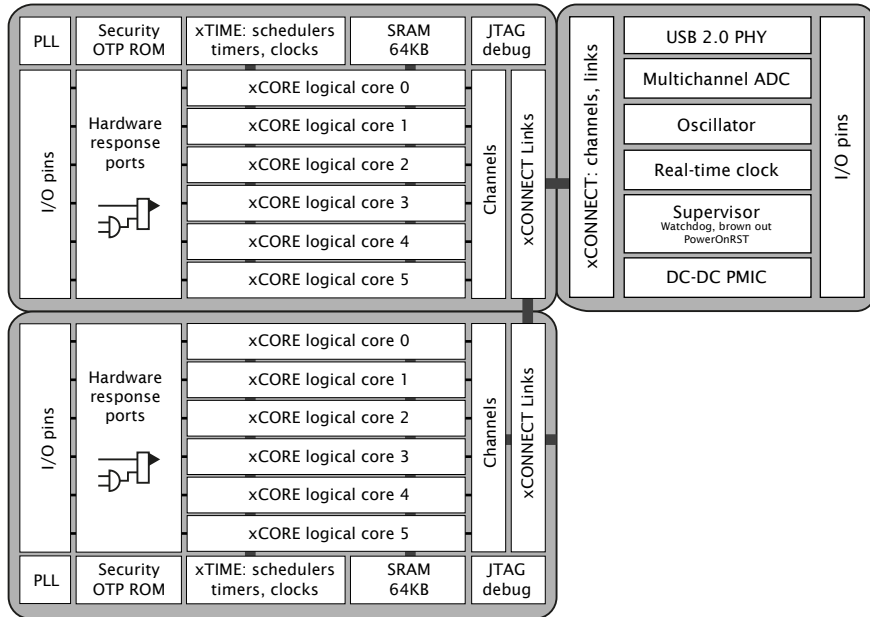 PLL
Security
OTP ROM
xTIME: schedulers
timers, clocks
SRAM
64KB
JTAG
debug
I/O pins
Hardware
response
ports
xCORE logical core 0
xCORE logical core 1
xCORE logical core 2
xCORE logical core 3
xCORE logical core 4
xCORE logical core 5
Channels
xCONNECT Links
xCONNECT: channels, links
USB 2.0 PHY
Multichannel ADC
Oscillator
Real-time clock
Supervisor
Watchdog, brown out
PowerOnRST
DC-DC PMIC
I/O pins
I/O pins
Hardware
response
ports
xCORE logical core 0
xCORE logical core 1
xCORE logical core 2
xCORE logical core 3
xCORE logical core 4
xCORE logical core 5
Channels
xCONNECT Links
PLL
Security
OTP ROM
xTIME: schedulers
timers, clocks
SRAM
64KB
JTAG
debug